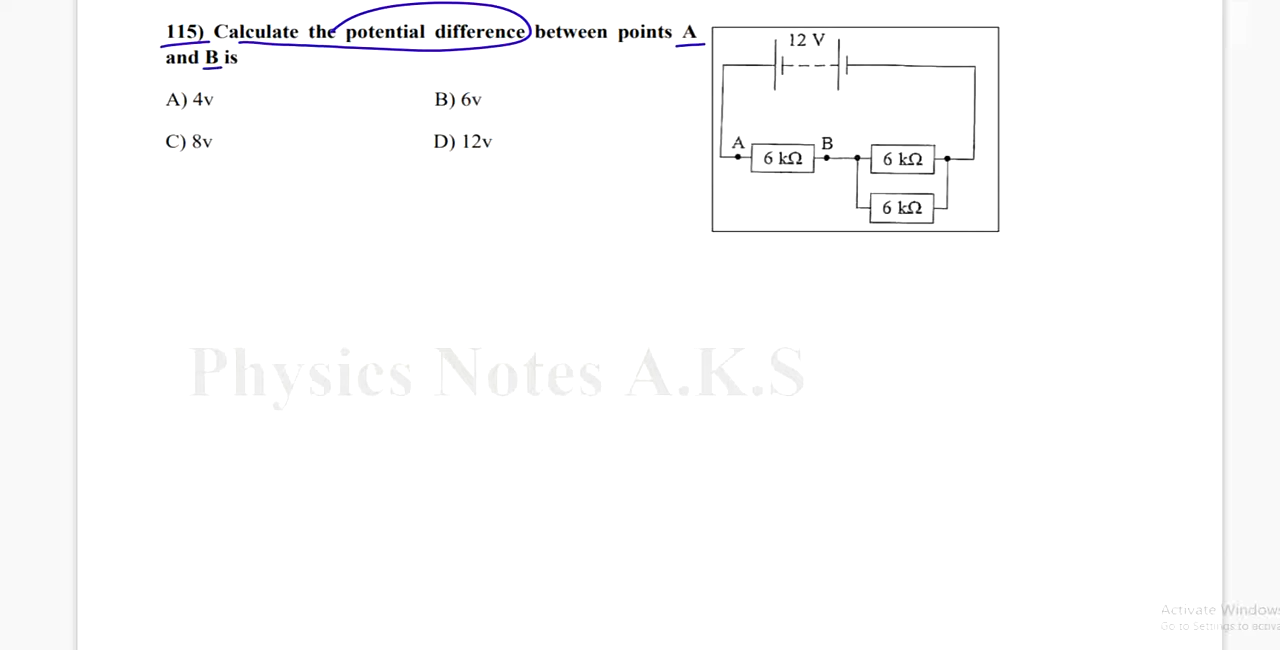 115) Calculate the potential difference between points A
and B is
A) 4v
B) 6v
C) 8v
D) 12v
12 V
A
B
6 kΩ
6 kΩ
6 kΩ
Physics Notes A.K.S
Activate Windows
Go to Settings to activa